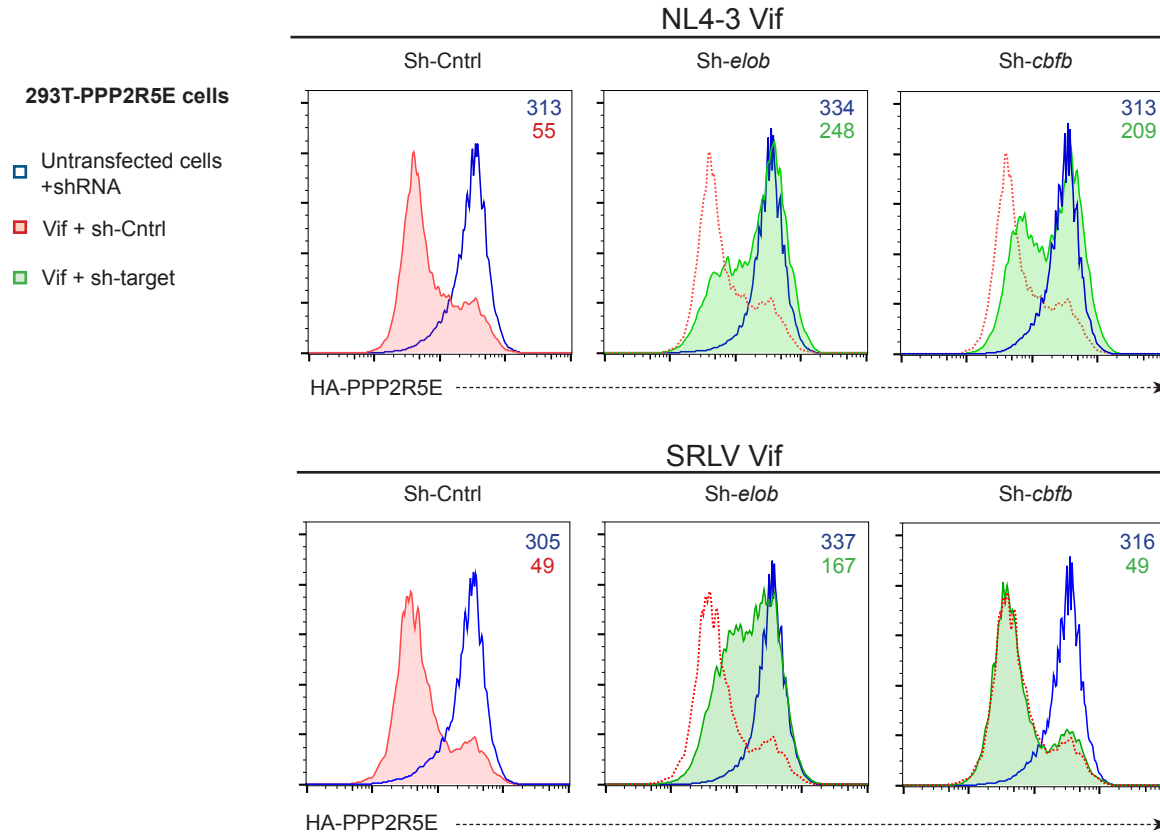 NL4-3 Vif
Sh-Cntrl
Sh-elob
Sh-cbfb
293T-PPP2R5E cells
Untransfected cells
+shRNA
Vif + sh-Cntrl
Vif + sh-target
313
55
334
248
313
209
HA-PPP2R5E
SRLV Vif
Sh-Cntrl
Sh-elob
Sh-cbfb
305
49
337
167
316
49
HA-PPP2R5E